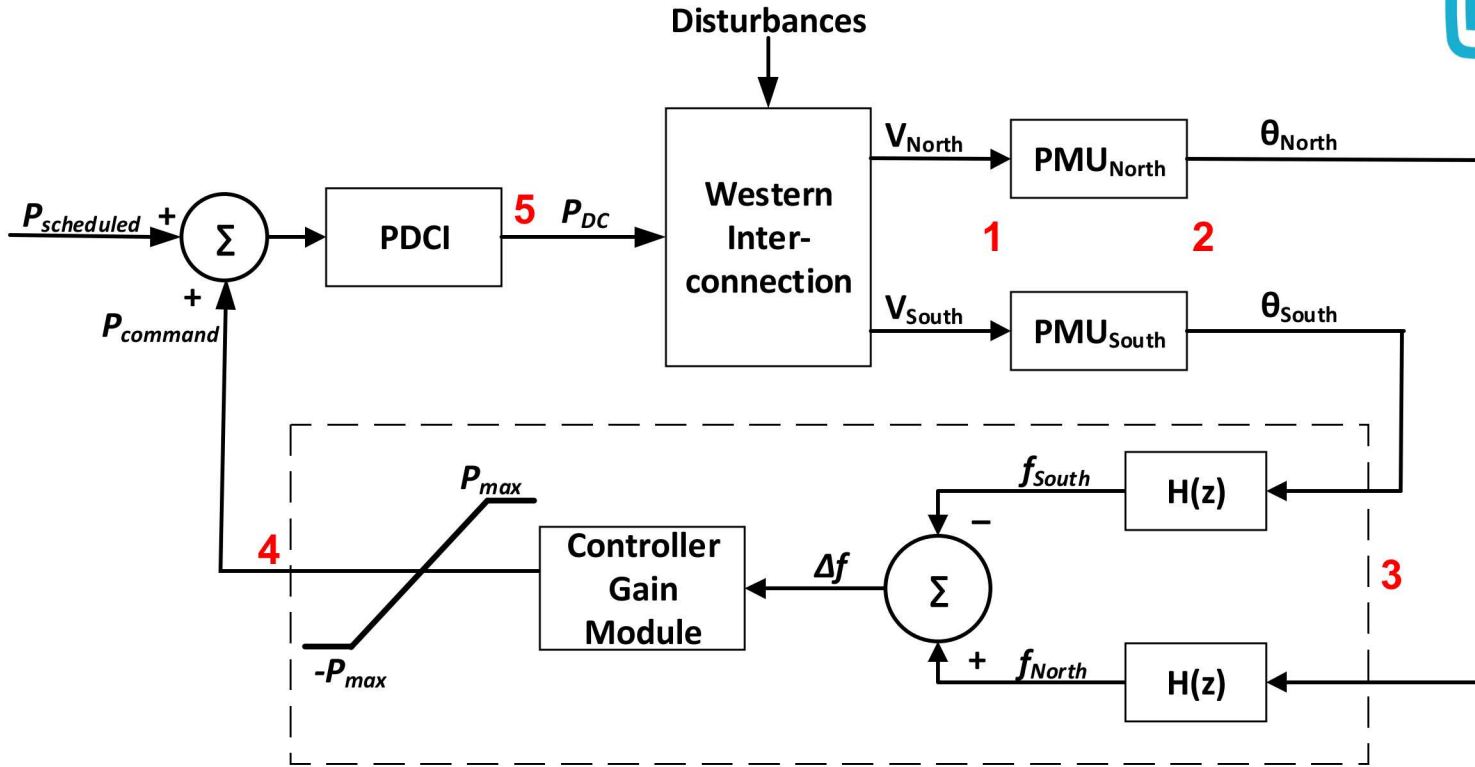 Disturbances
V_North
θ_North
PMU_North
P_scheduled
+
Σ
PDCI
5
P_DC
Western
Inter-
connection
1
2
+
P_command
V_South
PMU_South
θ_South
P_max
f_South
H(z)
−
4
Controller
Gain
Module
Δf
Σ
3
-P_max
+
f_North
H(z)